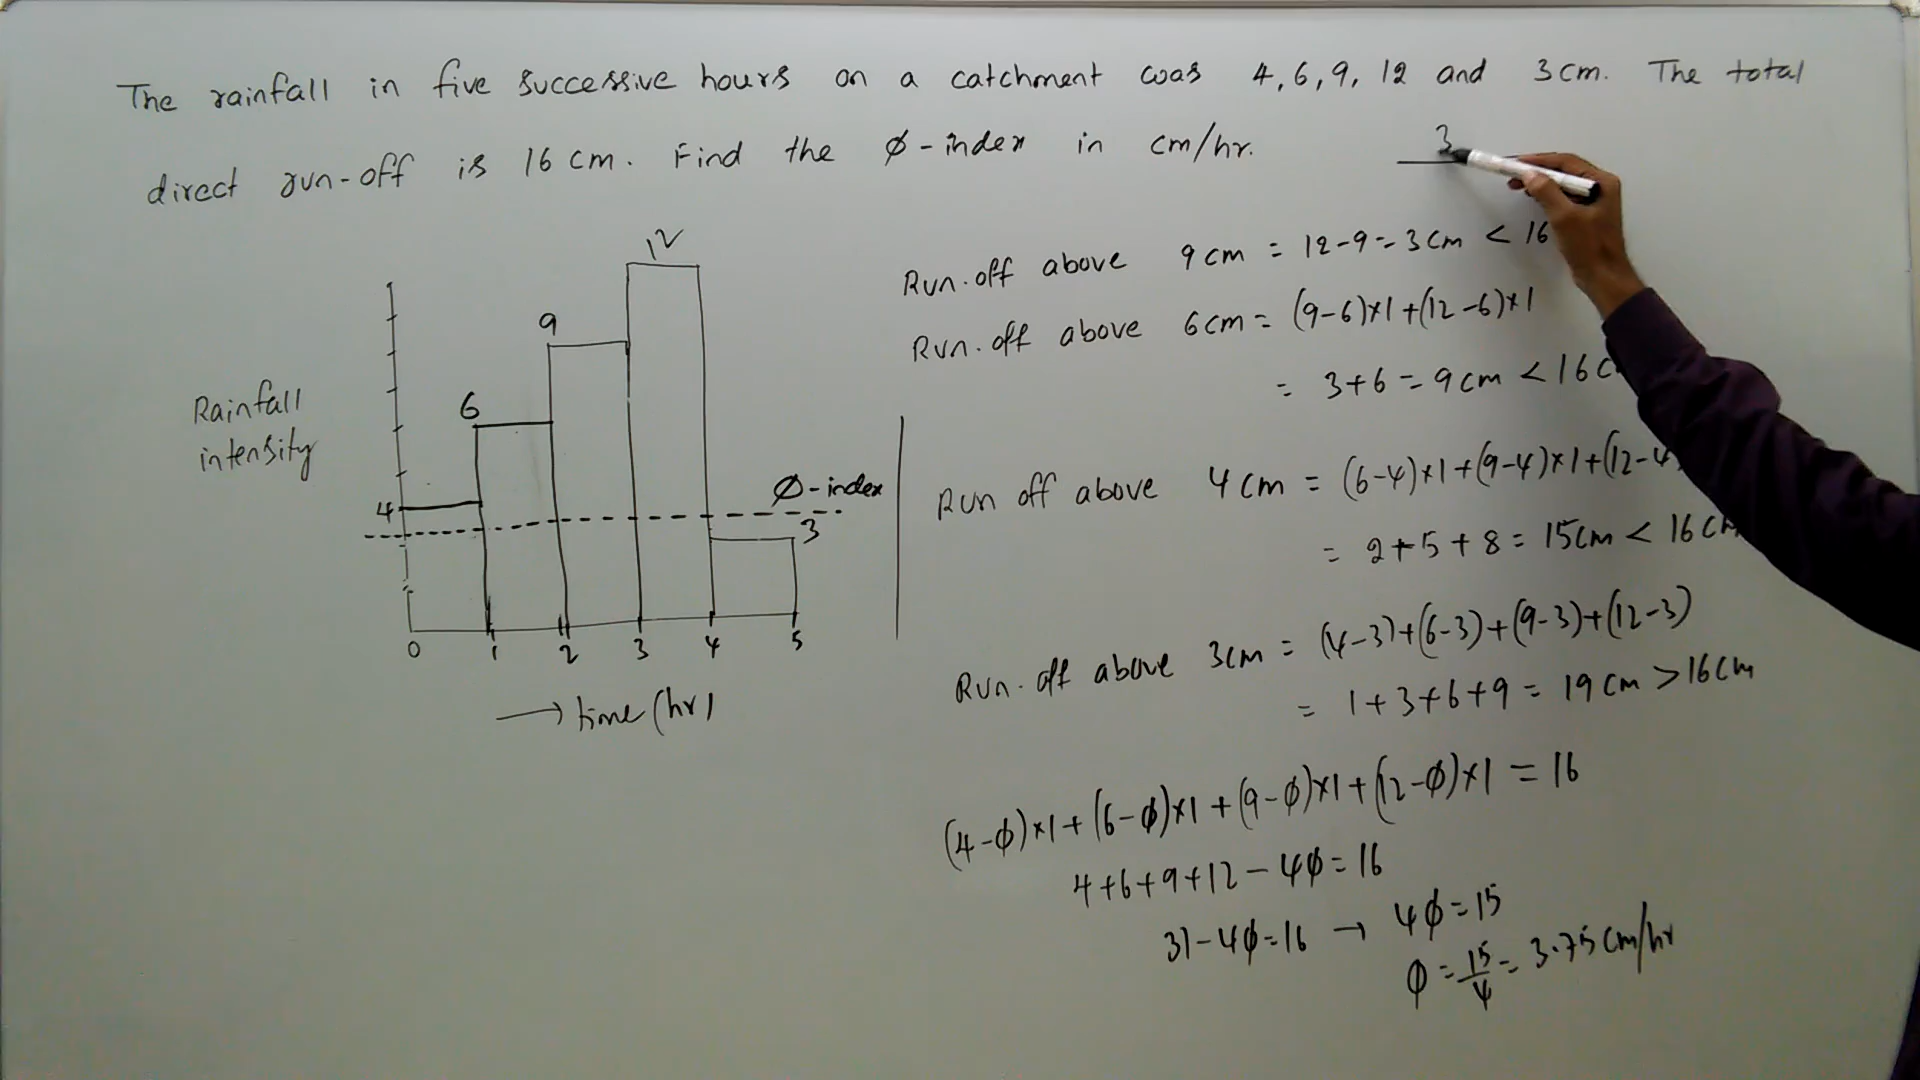 The rainfall in five successive hours on a catchment was 4, 6, 9, 12 and 3 cm. The total
direct run-off is 16 cm. Find the ϕ-index in cm/hr.
3
12
9
6
4
Rainfall
intensity
ϕ-index
3
0 1 2 3 4 5
→ time (hr)
Run.off above 9 cm = 12-9 = 3 cm < 16
Run.off above 6 cm = (9-6)×1+(12-6)×1
= 3+6 = 9 cm < 16 c
Run off above 4 cm = (6-4)×1+(9-4)×1+(12-4
= 2+5+8 = 15 cm < 16 cm
Run.off above 3 cm = (4-3)+(6-3)+(9-3)+(12-3)
= 1+3+6+9 = 19 cm > 16 cm
(4-ϕ)×1+(6-ϕ)×1+(9-ϕ)×1+(12-ϕ)×1 = 16
4+6+9+12-4ϕ=16
31-4ϕ=16 → 4ϕ=15
ϕ = 15/4 = 3.75 cm/hr